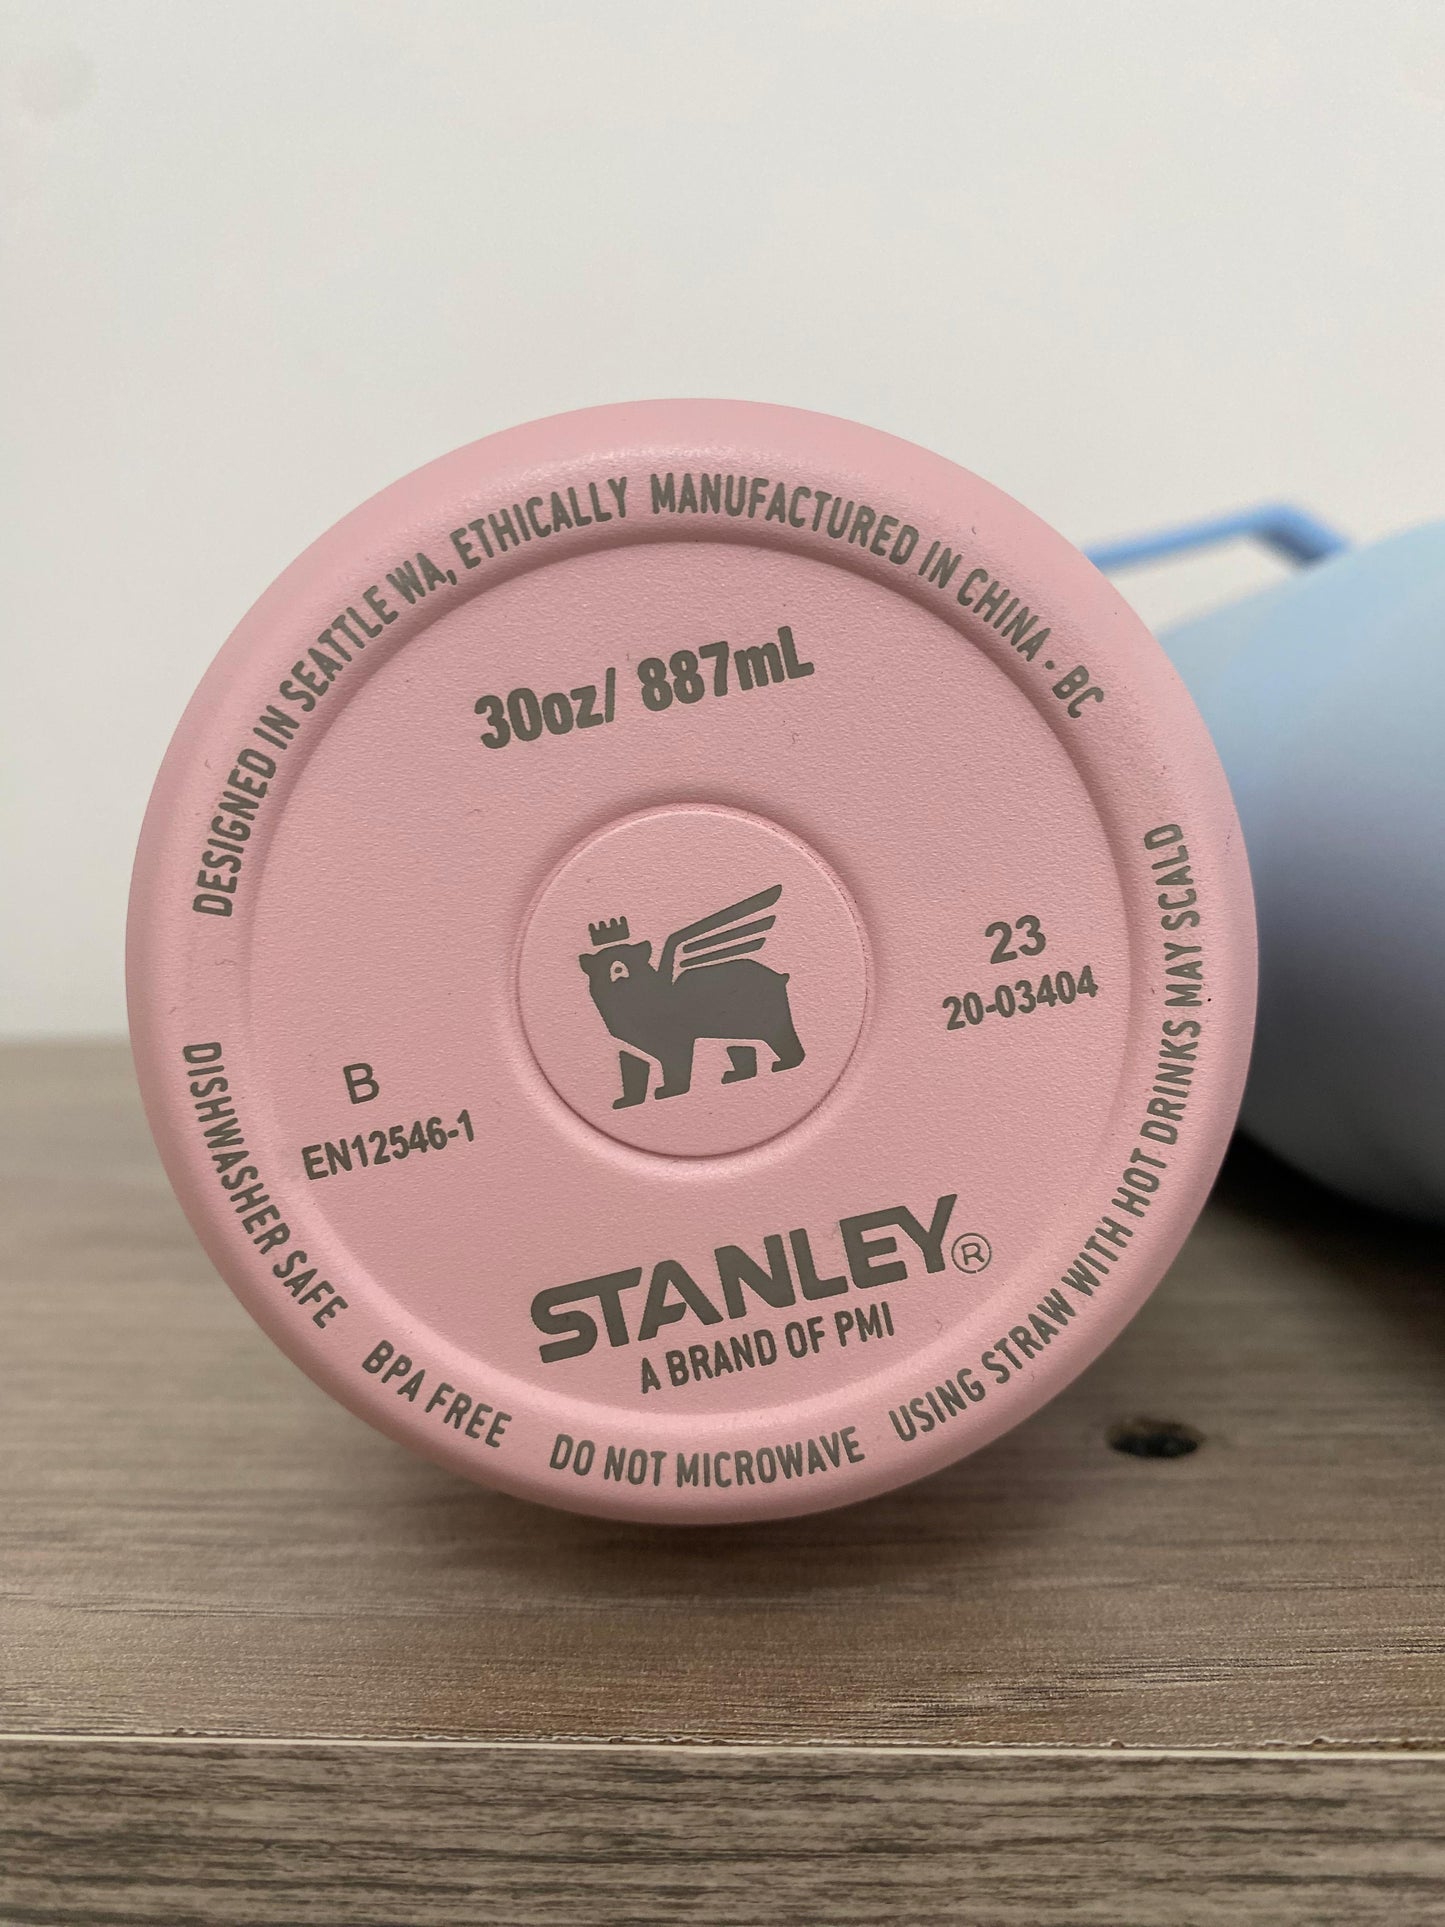 DESIGNED IN SEATTLE WA, ETHICALLY MANUFACTURED IN CHINA · BC
30oz/ 887mL
23
20-03404
B
EN12546-1
STANLEY®
A BRAND OF PMI
DISHWASHER SAFE
BPA FREE
DO NOT MICROWAVE
USING STRAW WITH HOT DRINKS MAY SCALD